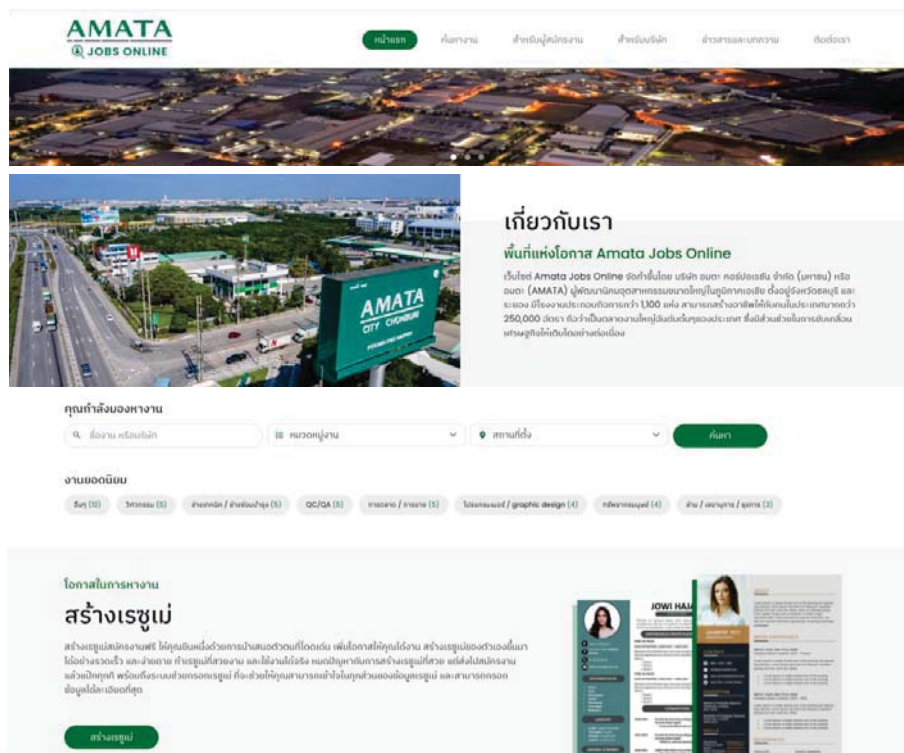 AMATA
JOBS ONLINE
หน้าแรก ค้นหางาน สำหรับผู้สมัครงาน สำหรับบริษัท ข่าวสารและบทความ ติดต่อเรา
AMATA
CITY CHONBURI
เกี่ยวกับเรา
พื้นที่แห่งโอกาส Amata Jobs Online
เว็บไซต์ Amata Jobs Online จัดทำขึ้นโดย บริษัท อมตะ คอร์ปอเรชัน จำกัด (มหาชน) หรือ
อมตะ (AMATA) ผู้พัฒนานิคมอุตสาหกรรมขนาดใหญ่ในภูมิภาคเอเชีย ตั้งอยู่จังหวัดชลบุรี และ
ระยอง มีโรงงานประกอบกิจการกว่า 1,100 แห่ง สามารถสร้างอาชีพให้กับคนในประเทศมากกว่า
250,000 อัตรา ถือว่าเป็นตลาดงานใหญ่อันดับต้นๆของประเทศ ซึ่งมีส่วนช่วยในการขับเคลื่อน
เศรษฐกิจให้เติบโตอย่างต่อเนื่อง
คุณกำลังมองหางาน
ชื่องาน หรือบริษัท หมวดหมู่งาน สถานที่ตั้ง ค้นหา
งานยอดนิยม
อื่นๆ (10) วิศวกรรม (5) ช่างเทคนิค / ช่างซ่อมบำรุง (5) QC/QA (5) การตลาด / การขาย (5) โปรแกรมเมอร์ / graphic design (4) ทรัพยากรมนุษย์ (4) ล่าม / เลขานุการ / ธุรการ (3)
โอกาสในการหางาน
สร้างเรซูเม่
สร้างเรซูเม่สมัครงานฟรี ให้คุณยืนหนึ่งด้วยการนำเสนอตัวตนที่โดดเด่น เพิ่มโอกาสให้คุณได้งาน สร้างเรซูเม่ของตัวเองขึ้นมา
ได้อย่างรวดเร็ว และง่ายดาย ทำเรซูเม่ที่สวยงาม และใช้งานได้จริง หมดปัญหากับการสร้างเรซูเม่ที่สวย แต่ส่งไปสมัครงาน
แล้วแป้กทุกที พร้อมถึงระบบช่วยกรอกเรซูเม่ ที่จะช่วยให้คุณสามารถเข้าใจในทุกส่วนของข้อมูลเรซูเม่ และสามารถกรอก
ข้อมูลได้ละเอียดที่สุด
สร้างเรซูเม่
JOWI HAJA